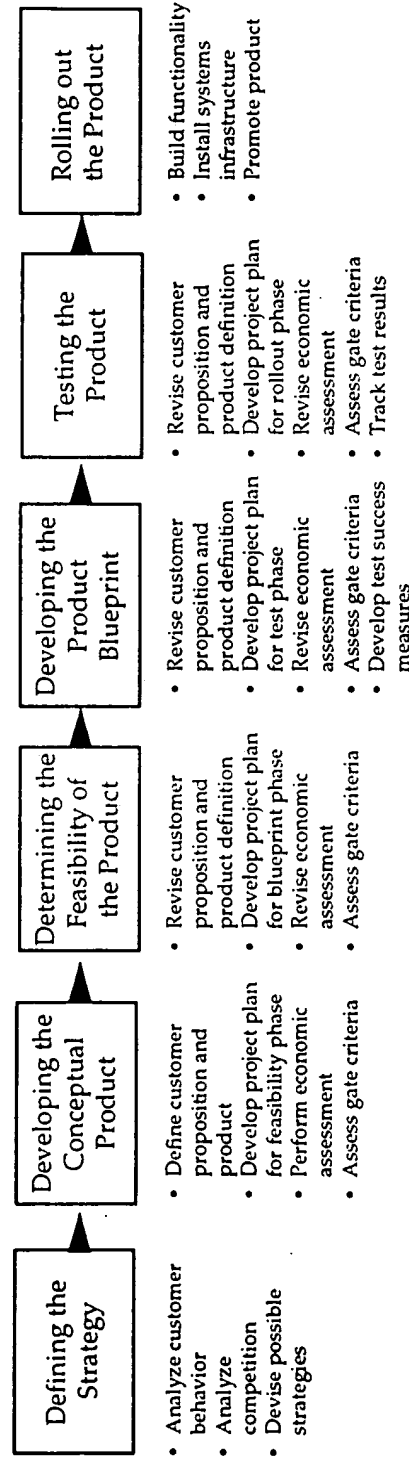 Defining the
Strategy
• Analyze customer
behavior
• Analyze
competition
• Devise possible
strategies
Developing the
Conceptual
Product
• Define customer
proposition and
product
• Develop project plan
for feasibility phase
• Perform economic
assessment
• Assess gate criteria
Determining the
Feasibility of
the Product
• Revise customer
proposition and
product definition
• Develop project plan
for blueprint phase
• Revise economic
assessment
• Assess gate criteria
Developing the
Product
Blueprint
• Revise customer
proposition and
product definition
• Develop project plan
for test phase
• Revise economic
assessment
• Assess gate criteria
• Develop test success
measures
Testing the
Product
• Revise customer
proposition and
product definition
• Develop project plan
for rollout phase
• Revise economic
assessment
• Assess gate criteria
• Track test results
Rolling out
the Product
• Build functionality
• Install systems
infrastructure
• Promote product